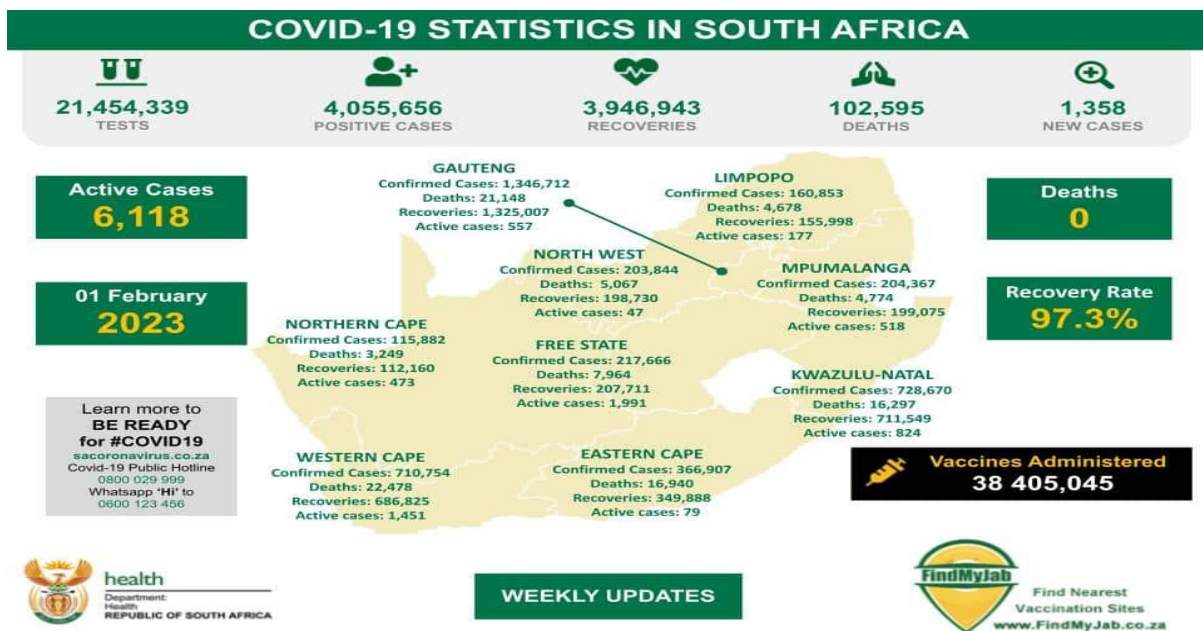 COVID-19 STATISTICS IN SOUTH AFRICA
21,454,339
TESTS
4,055,656
POSITIVE CASES
3,946,943
RECOVERIES
102,595
DEATHS
1,358
NEW CASES
Active Cases
6,118
01 February
2023
GAUTENG
Confirmed Cases: 1,346,712
Deaths: 21,148
Recoveries: 1,325,007
Active cases: 557
LIMPOPO
Confirmed Cases: 160,853
Deaths: 4,678
Recoveries: 155,998
Active cases: 177
Deaths
0
Recovery Rate
97.3%
NORTH WEST
Confirmed Cases: 203,844
Deaths: 5,067
Recoveries: 198,730
Active cases: 47
MPUMALANGA
Confirmed Cases: 204,367
Deaths: 4,774
Recoveries: 199,075
Active cases: 518
NORTHERN CAPE
Confirmed Cases: 115,882
Deaths: 3,249
Recoveries: 112,160
Active cases: 473
FREE STATE
Confirmed Cases: 217,666
Deaths: 7,964
Recoveries: 207,711
Active cases: 1,991
KWAZULU-NATAL
Confirmed Cases: 728,670
Deaths: 16,297
Recoveries: 711,549
Active cases: 824
Learn more to
BE READY
for #COVID19
sacoronavirus.co.za
Covid-19 Public Hotline
0800 029 999
Whatsapp 'Hi' to
0600 123 456
WESTERN CAPE
Confirmed Cases: 710,754
Deaths: 22,478
Recoveries: 686,825
Active cases: 1,451
EASTERN CAPE
Confirmed Cases: 366,907
Deaths: 16,940
Recoveries: 349,888
Active cases: 79
Vaccines Administered
38 405,045
health
Department:
Health
REPUBLIC OF SOUTH AFRICA
WEEKLY UPDATES
FindMyJab
Find Nearest
Vaccination Sites
www.FindMyJab.co.za